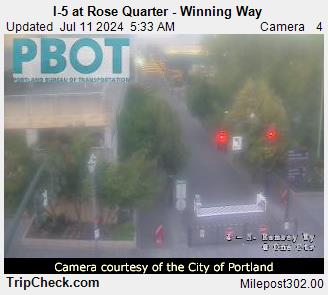 I-5 at Rose Quarter - Winning Way
Updated  Jul 11 2024  5:33 AM    Camera  4
PBOT
PORTLAND BUREAU OF TRANSPORTATION
Camera courtesy of the City of Portland
TripCheck.com    Milepost302.00